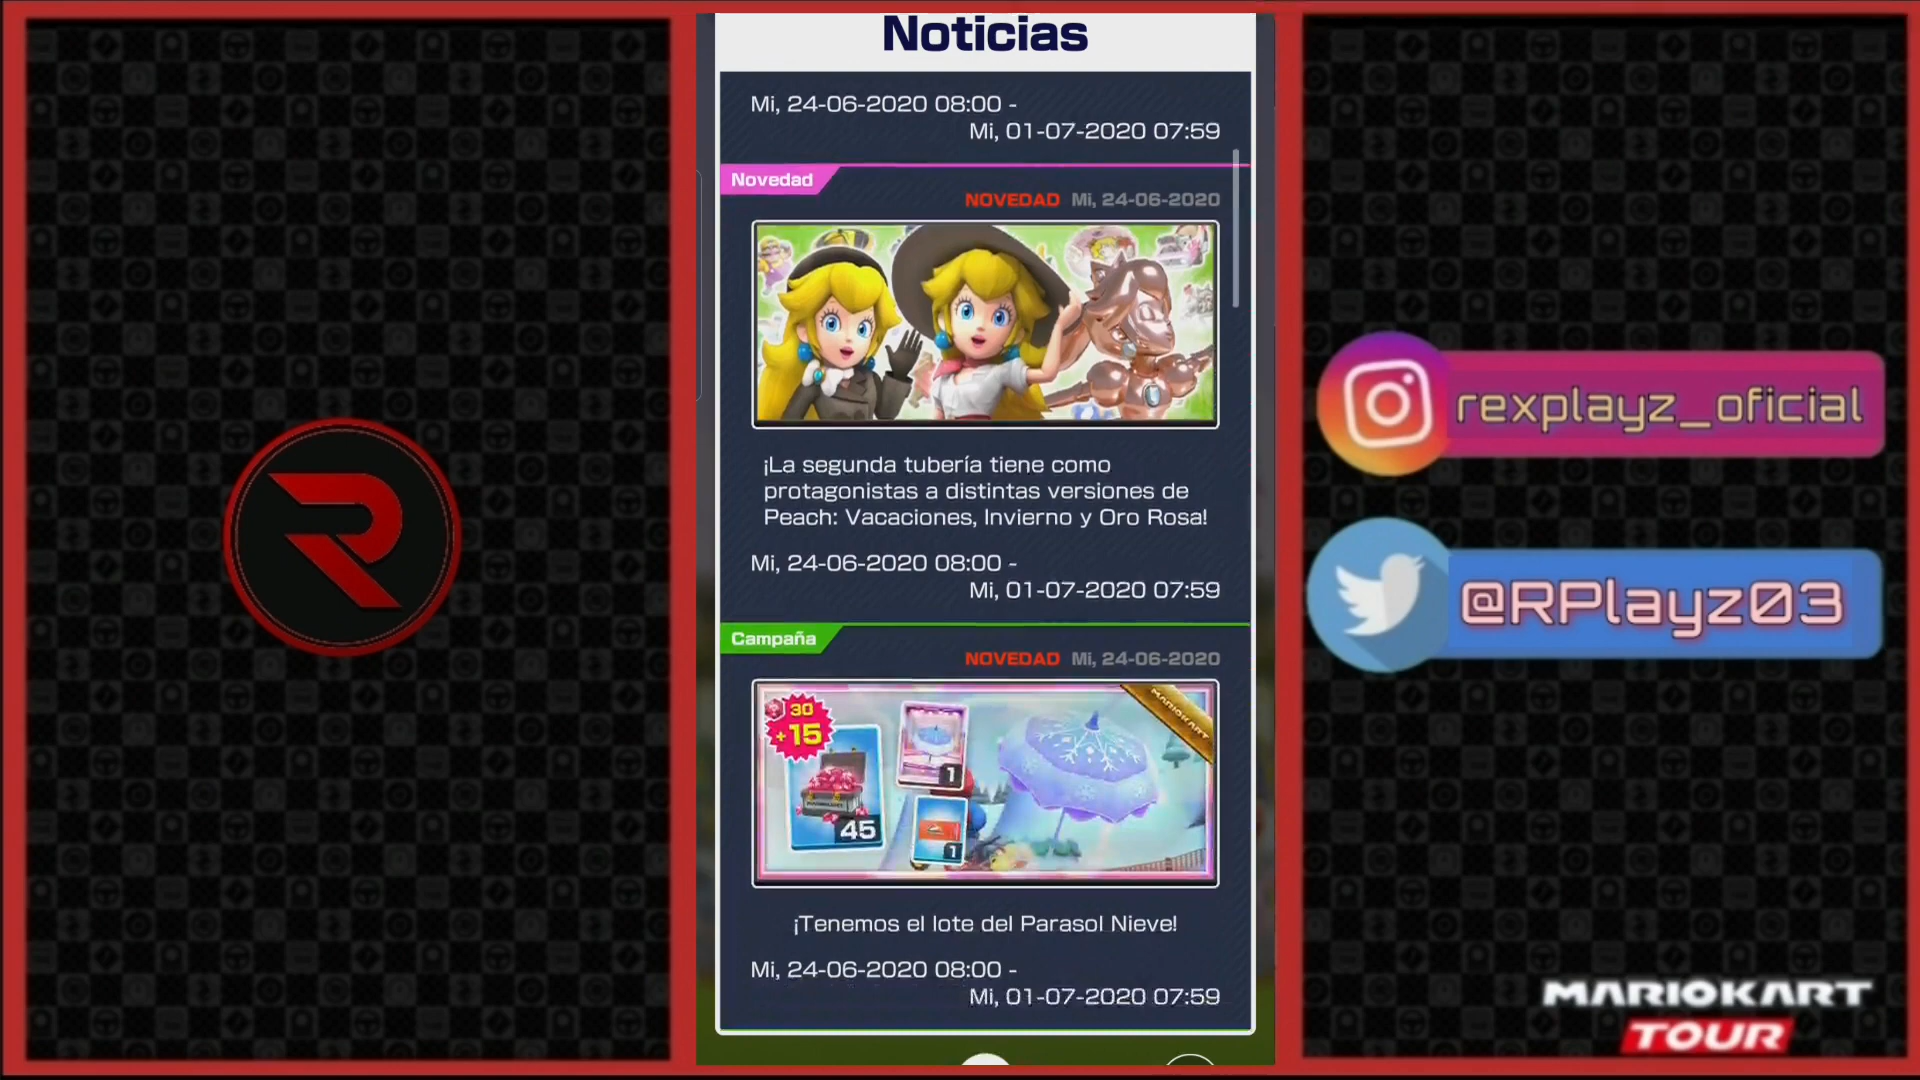 Noticias
Mi, 24-06-2020 08:00 -
Mi, 01-07-2020 07:59
Novedad
NOVEDAD Mi, 24-06-2020
¡La segunda tubería tiene como
protagonistas a distintas versiones de
Peach: Vacaciones, Invierno y Oro Rosa!
Mi, 24-06-2020 08:00 -
Mi, 01-07-2020 07:59
Campaña
NOVEDAD Mi, 24-06-2020
30
+15
45
1
1
MARIO KART
¡Tenemos el lote del Parasol Nieve!
Mi, 24-06-2020 08:00 -
Mi, 01-07-2020 07:59
rexplayz_oficial
@RPlayz03
MARIOKART
TOUR